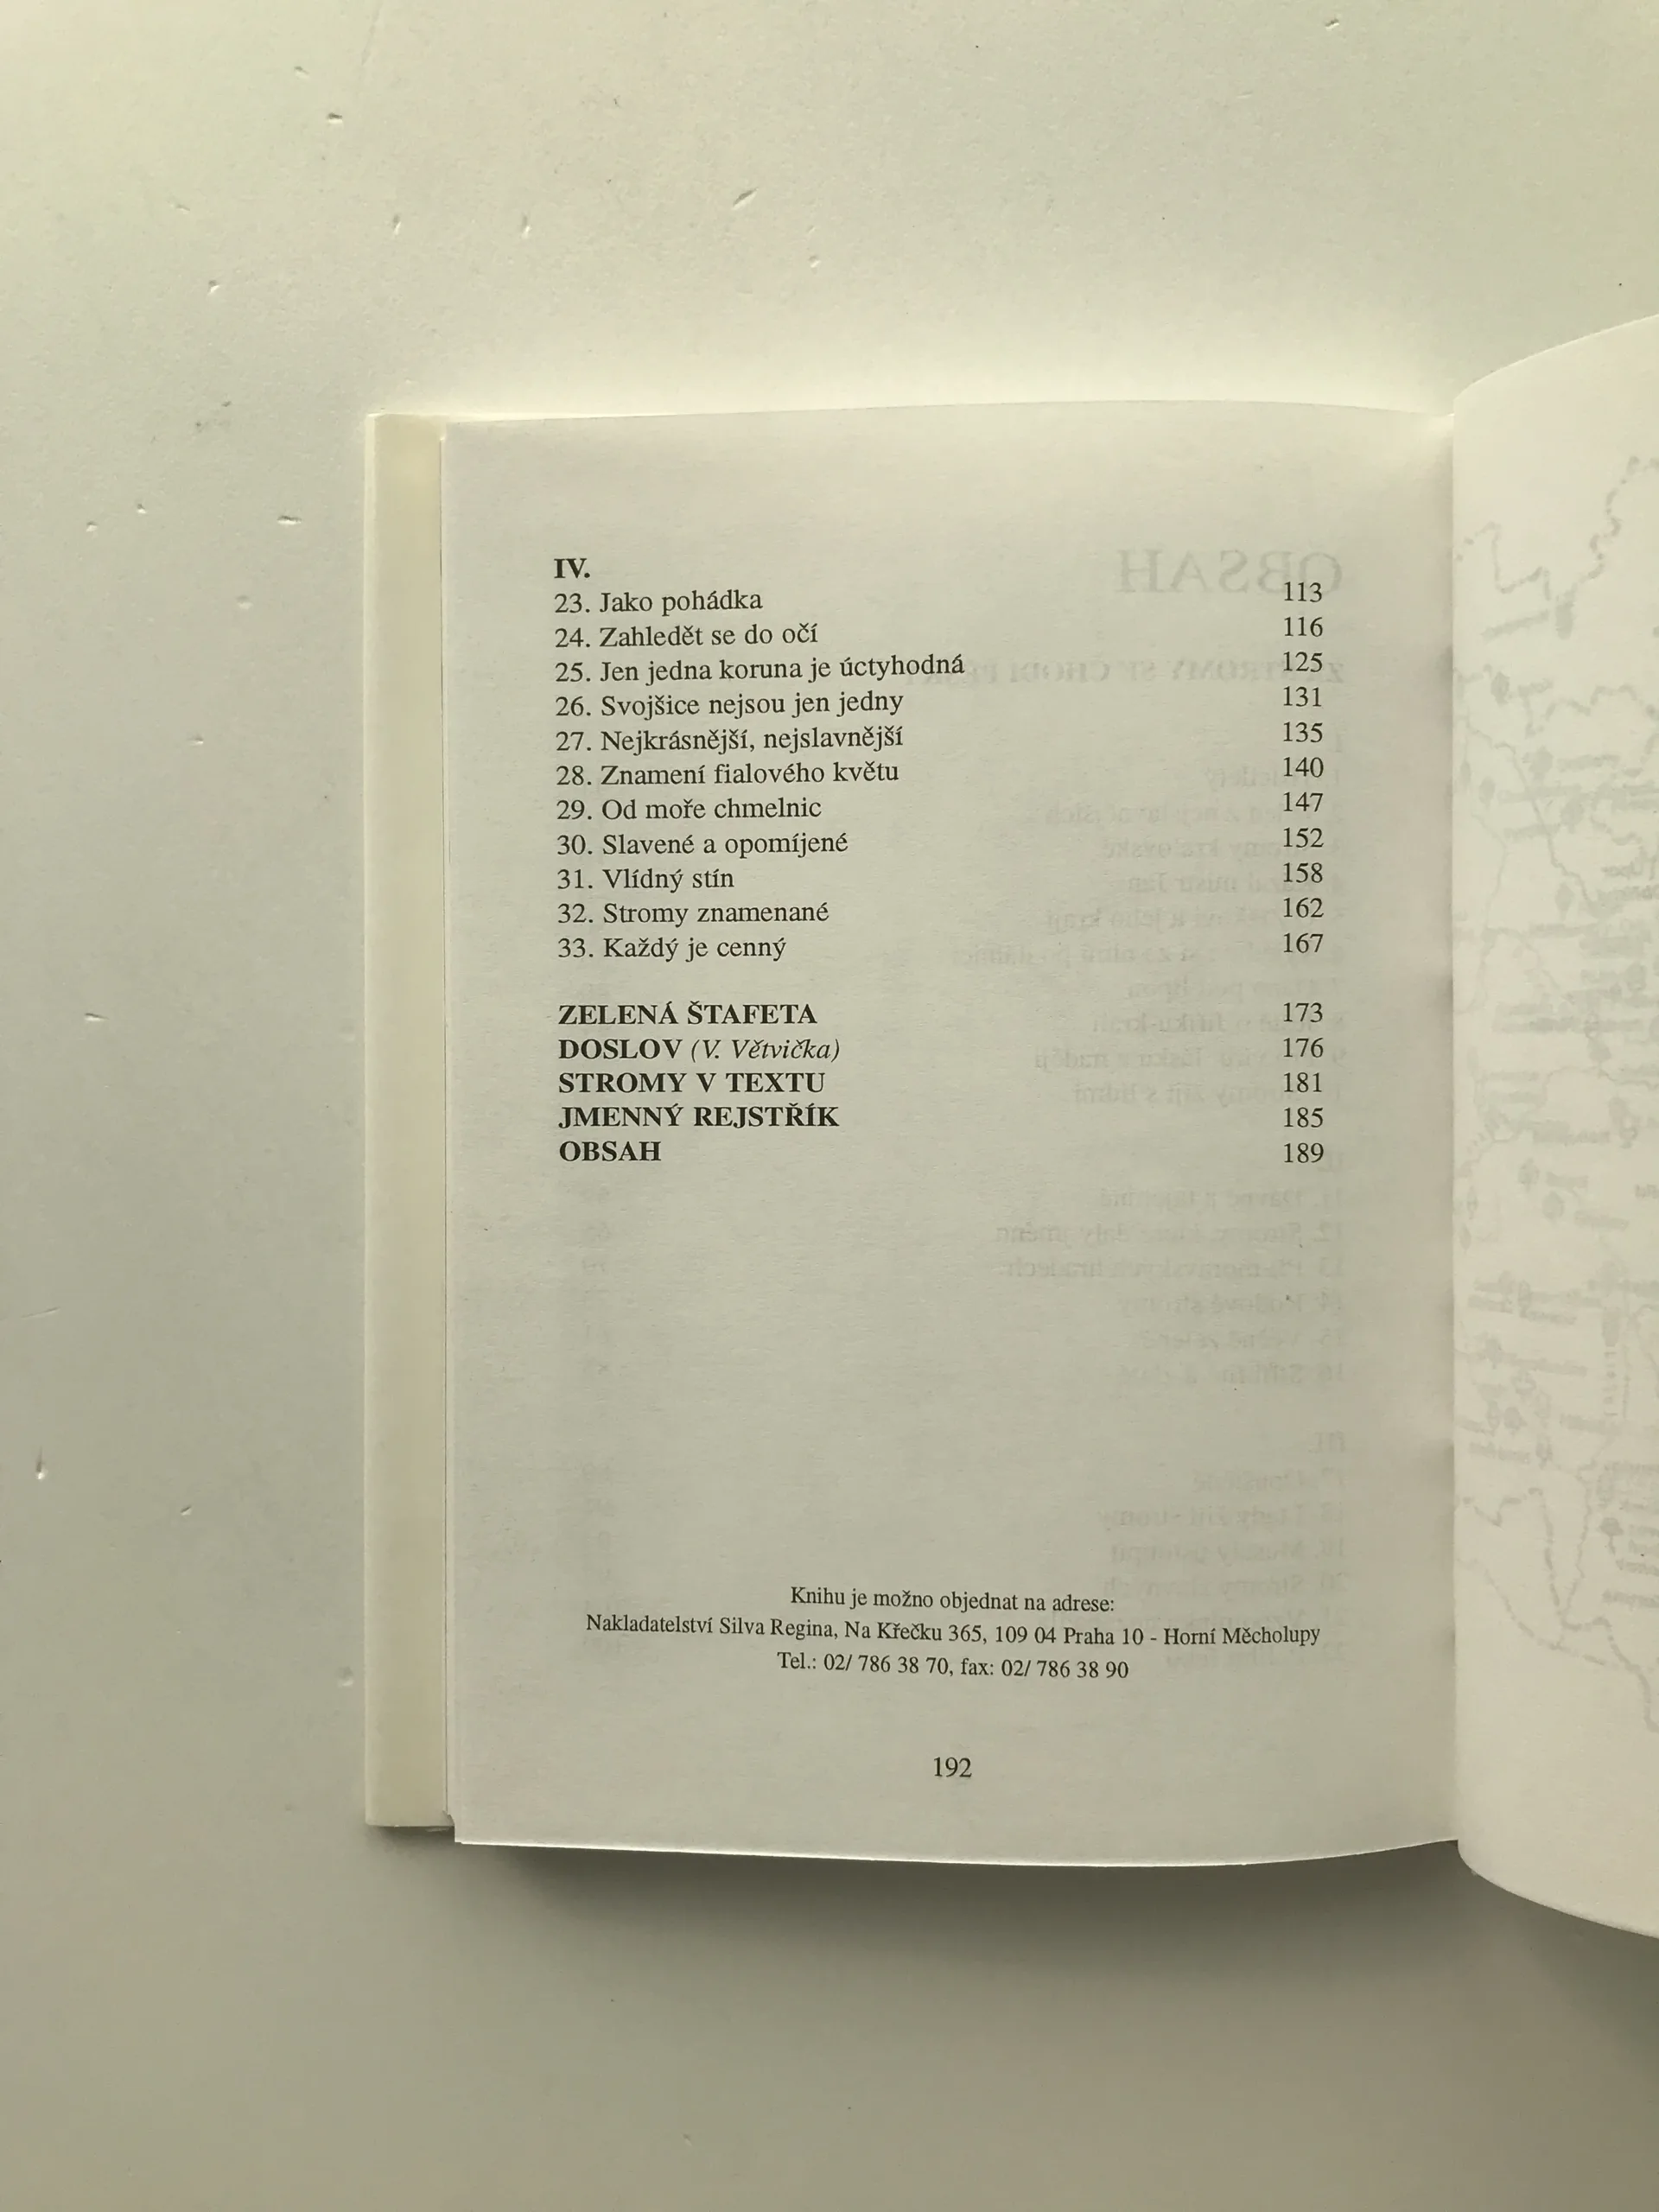 IV.
23. Jako pohádka 113
24. Zahledět se do očí 116
25. Jen jedna koruna je úctyhodná 125
26. Svojšice nejsou jen jedny 131
27. Nejkrásnější, nejslavnější 135
28. Znamení fialového květu 140
29. Od moře chmelnic 147
30. Slavené a opomíjené 152
31. Vlídný stín 158
32. Stromy znamenané 162
33. Každý je cenný 167
ZELENÁ ŠTAFETA 173
DOSLOV (V. Větvička) 176
STROMY V TEXTU 181
JMENNÝ REJSTŘÍK 185
OBSAH 189
Knihu je možno objednat na adrese:
Nakladatelství Silva Regina, Na Křečku 365, 109 04 Praha 10 - Horní Měcholupy
Tel.: 02/ 786 38 70, fax: 02/ 786 38 90
192